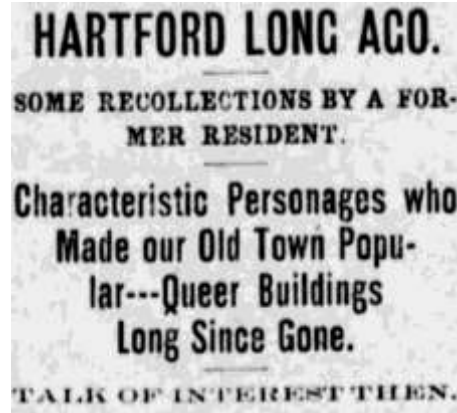 HARTFORD LONG AGO.
SOME RECOLLECTIONS BY A FOR-
MER RESIDENT.
Characteristic Personages who
Made our Old Town Popu-
lar---Queer Buildings
Long Since Gone.
TALK OF INTEREST THEN.